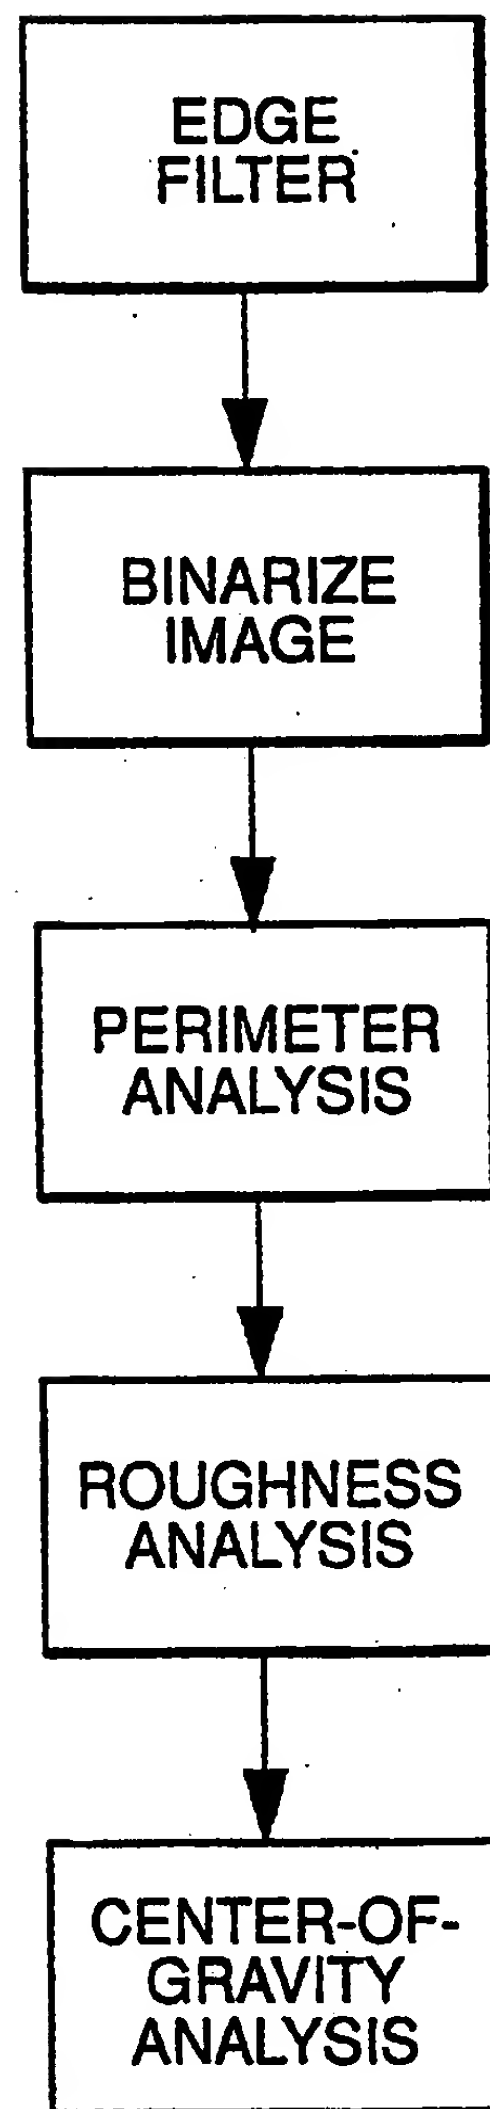 EDGE
FILTER
BINARIZE
IMAGE
PERIMETER
ANALYSIS
ROUGHNESS
ANALYSIS
CENTER-OF-
GRAVITY
ANALYSIS